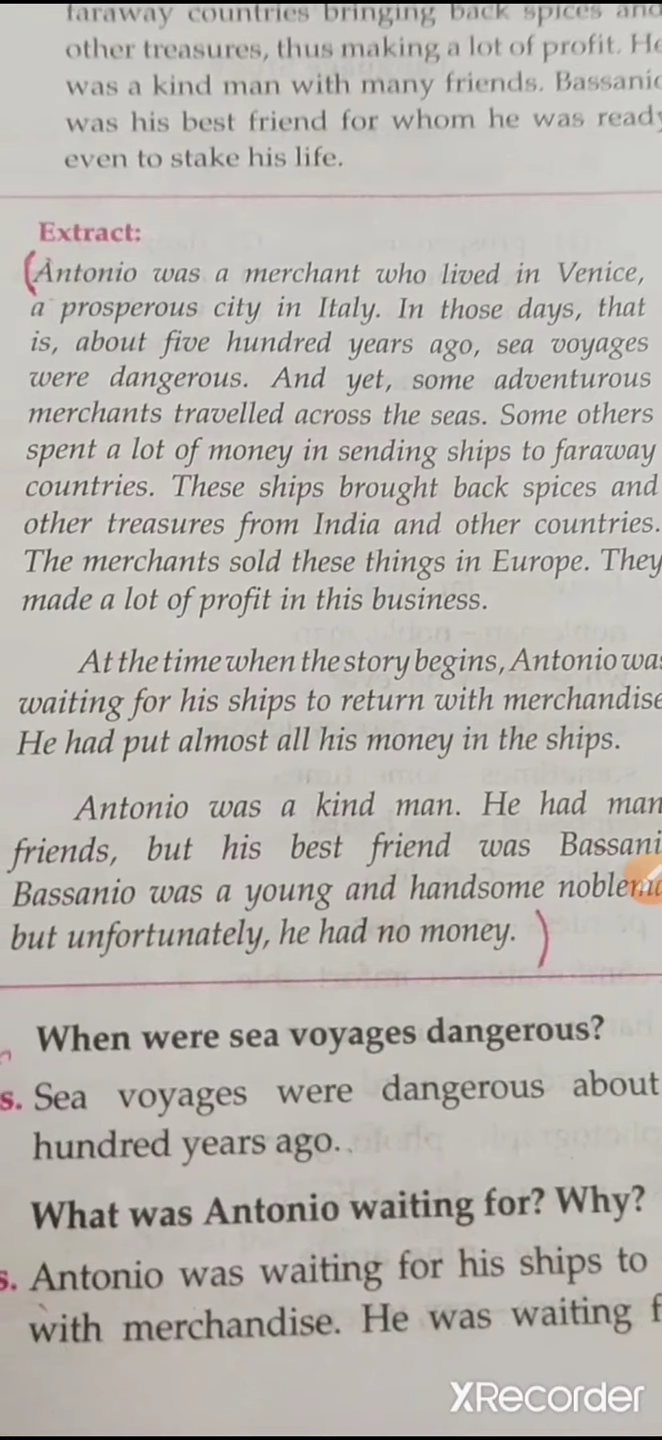 faraway countries bringing back spices and
other treasures, thus making a lot of profit. He
was a kind man with many friends. Bassanio
was his best friend for whom he was ready
even to stake his life.
Extract:
Antonio was a merchant who lived in Venice,
a prosperous city in Italy. In those days, that
is, about five hundred years ago, sea voyages
were dangerous. And yet, some adventurous
merchants travelled across the seas. Some others
spent a lot of money in sending ships to faraway
countries. These ships brought back spices and
other treasures from India and other countries.
The merchants sold these things in Europe. They
made a lot of profit in this business.
At the time when the story begins, Antonio was
waiting for his ships to return with merchandise
He had put almost all his money in the ships.
Antonio was a kind man. He had man
friends, but his best friend was Bassani
Bassanio was a young and handsome noblema
but unfortunately, he had no money.
When were sea voyages dangerous?
s. Sea voyages were dangerous about
hundred years ago.
What was Antonio waiting for? Why?
s. Antonio was waiting for his ships to
with merchandise. He was waiting f
XRecorder